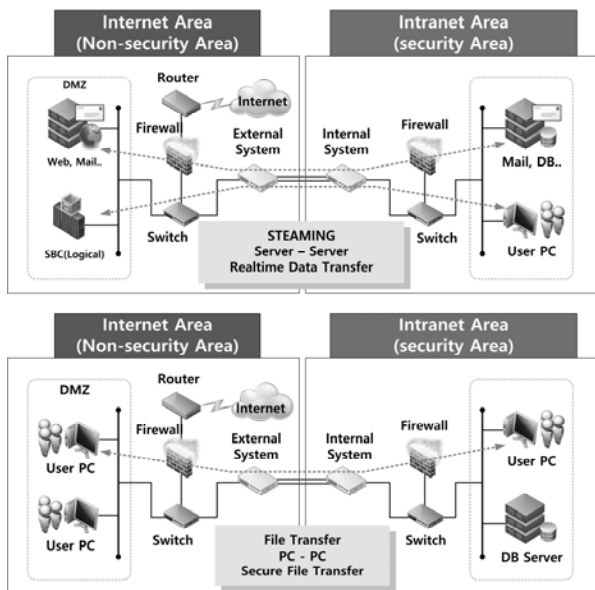 Internet Area
(Non-security Area)
Intranet Area
(security Area)
DMZ
Router
Internet
Firewall
External
System
Internal
System
Firewall
Web, Mail..
Mail, DB..
SBC(Logical)
Switch
Switch
User PC
STEAMING
Server – Server
Realtime Data Transfer
Internet Area
(Non-security Area)
Intranet Area
(security Area)
DMZ
Router
Internet
Firewall
External
System
Internal
System
Firewall
User PC
User PC
User PC
Switch
Switch
DB Server
File Transfer
PC - PC
Secure File Transfer